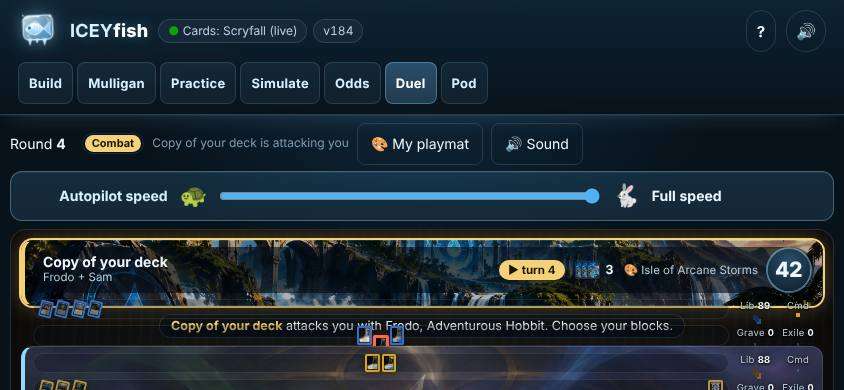 ICEYfish
Cards: Scryfall (live)
v184
?
Build
Mulligan
Practice
Simulate
Odds
Duel
Pod
Round 4
Combat
Copy of your deck is attacking you
My playmat
Sound
Autopilot speed
Full speed
Copy of your deck
Frodo + Sam
▶ turn 4
3
Isle of Arcane Storms
42
Lib 89 Cmd
Copy of your deck attacks you with Frodo, Adventurous Hobbit. Choose your blocks.
Grave 0 Exile 0
Lib 88 Cmd
Grave 0 Exile 0